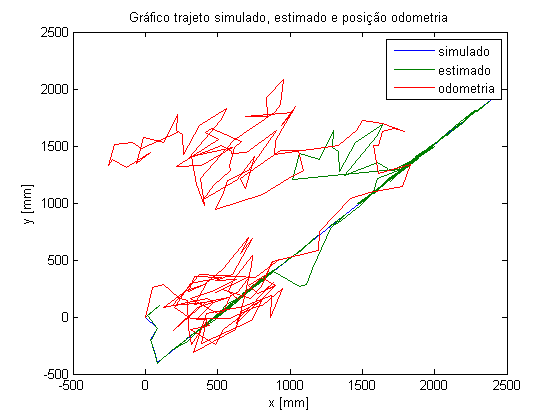 Gráfico trajeto simulado, estimado e posição odometria
simulado
estimado
odometria
y [mm]
2500
2000
1500
1000
500
0
-500
-500
0
500
1000
1500
2000
2500
x [mm]